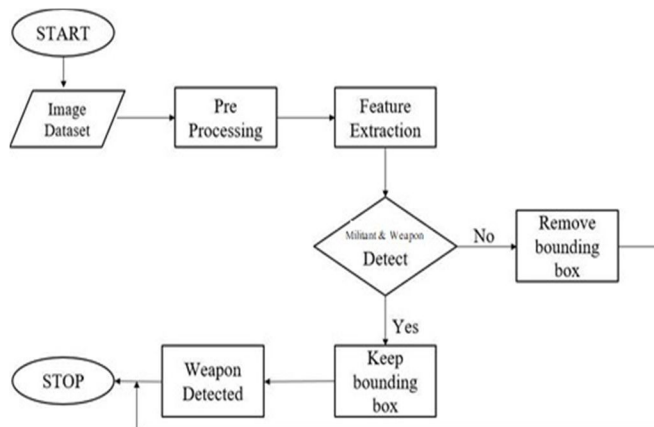 START
Image
Dataset
Pre
Processing
Feature
Extraction
Militant & Weapon
Detect
No
Remove
bounding
box
Yes
Keep
bounding
box
Weapon
Detected
STOP